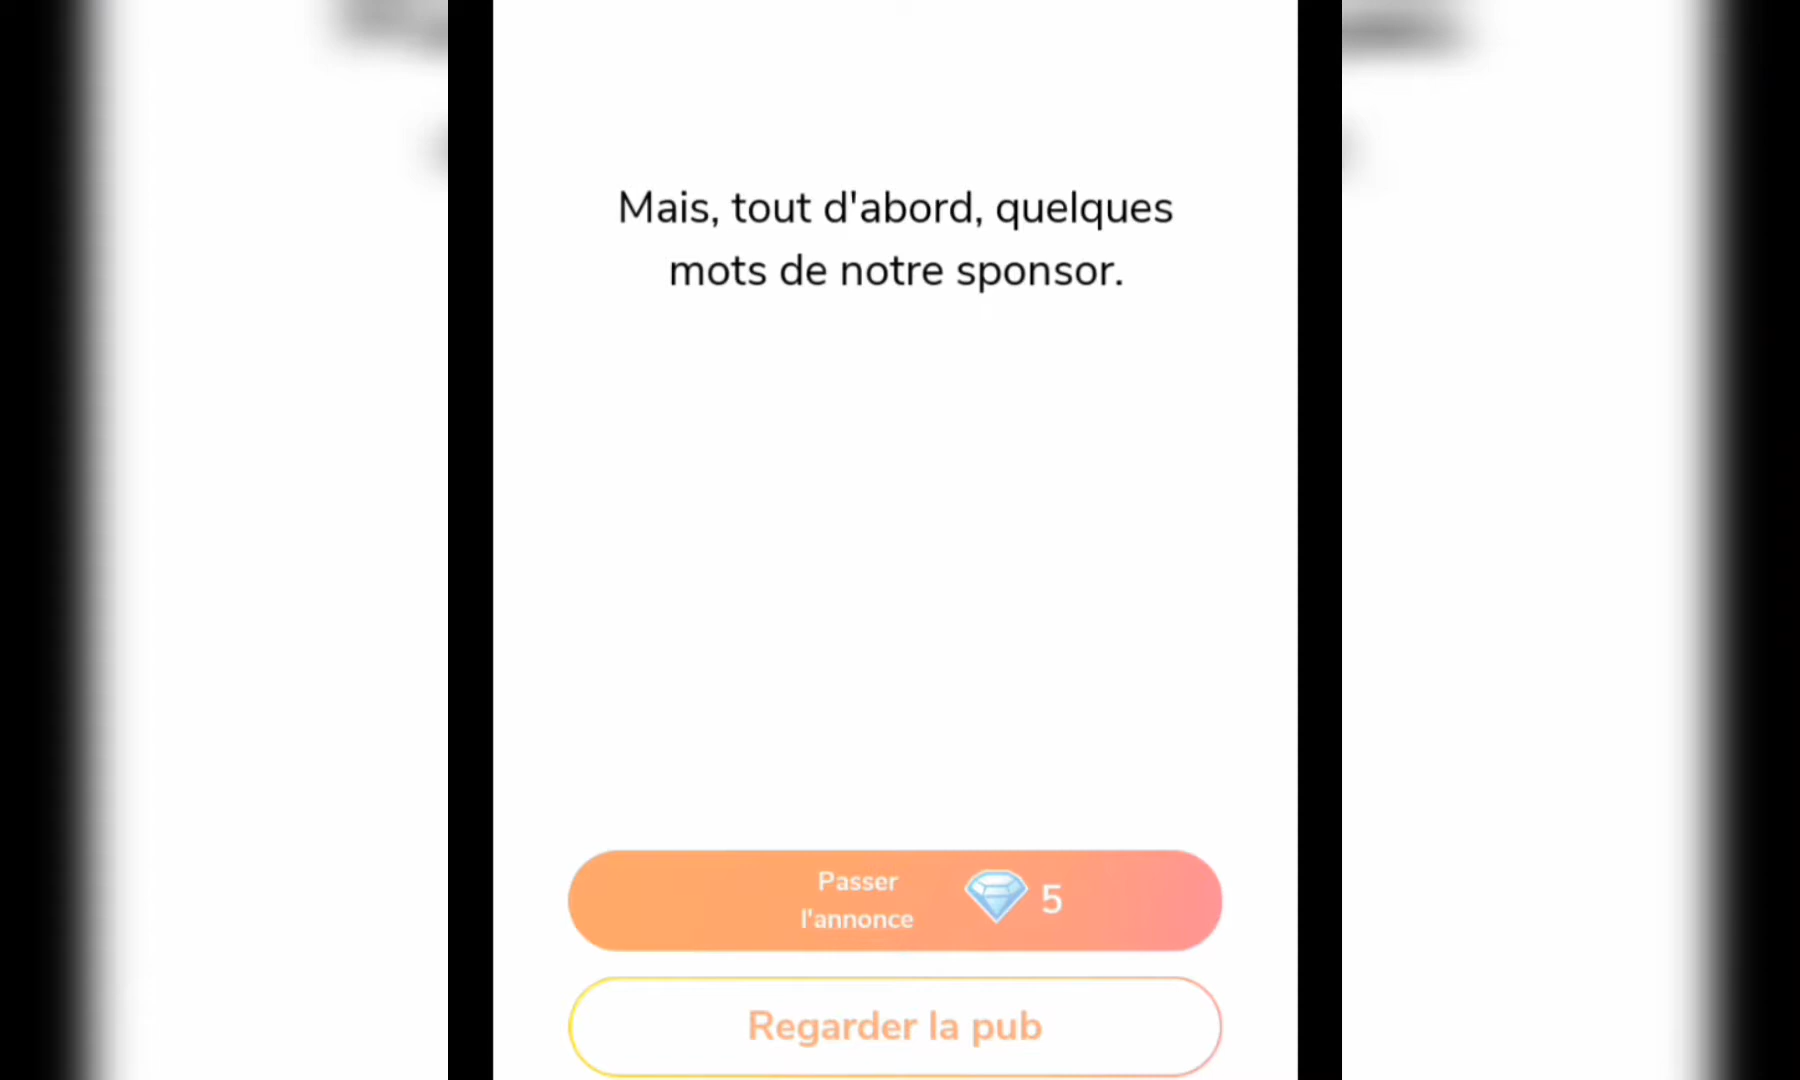 Mais, tout d'abord, quelques
mots de notre sponsor.
Passer
l'annonce
5
Regarder la pub